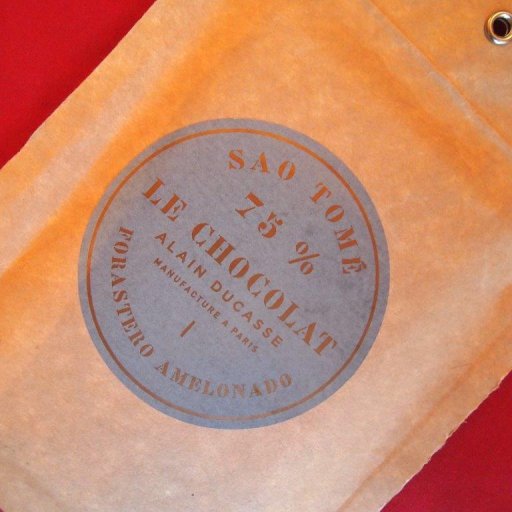 SAO TOMÉ
75 %
LE CHOCOLAT
ALAIN DUCASSE
MANUFACTURE A PARIS
FORASTERO AMELONADO